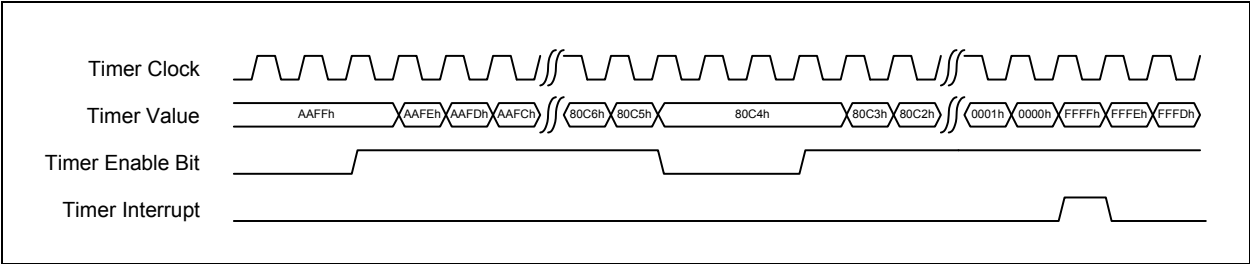 Timer Clock
Timer Value AAFFh AAFEh AAFDh AAFCh 80C6h 80C5h 80C4h 80C3h 80C2h 0001h 0000h FFFFh FFFEh FFFDh
Timer Enable Bit
Timer Interrupt